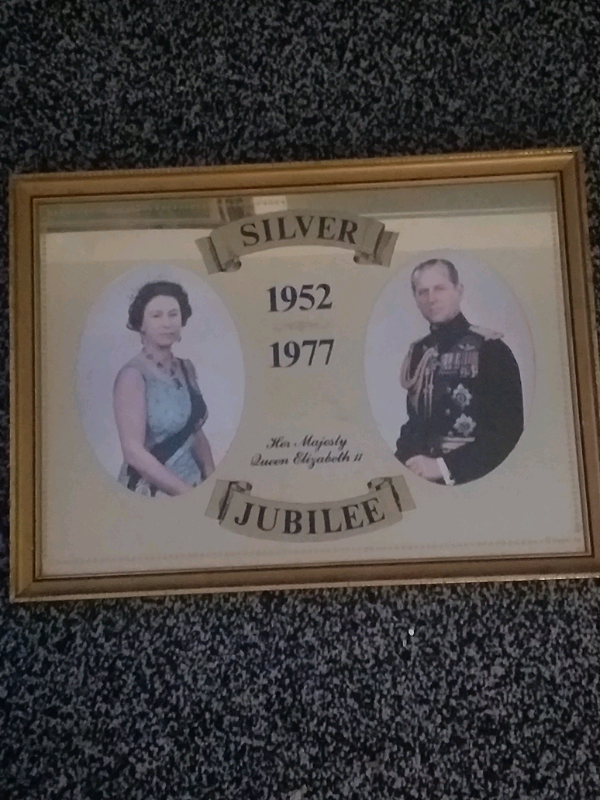 SILVER
1952
1977
Her Majesty
Queen Elizabeth II
JUBILEE